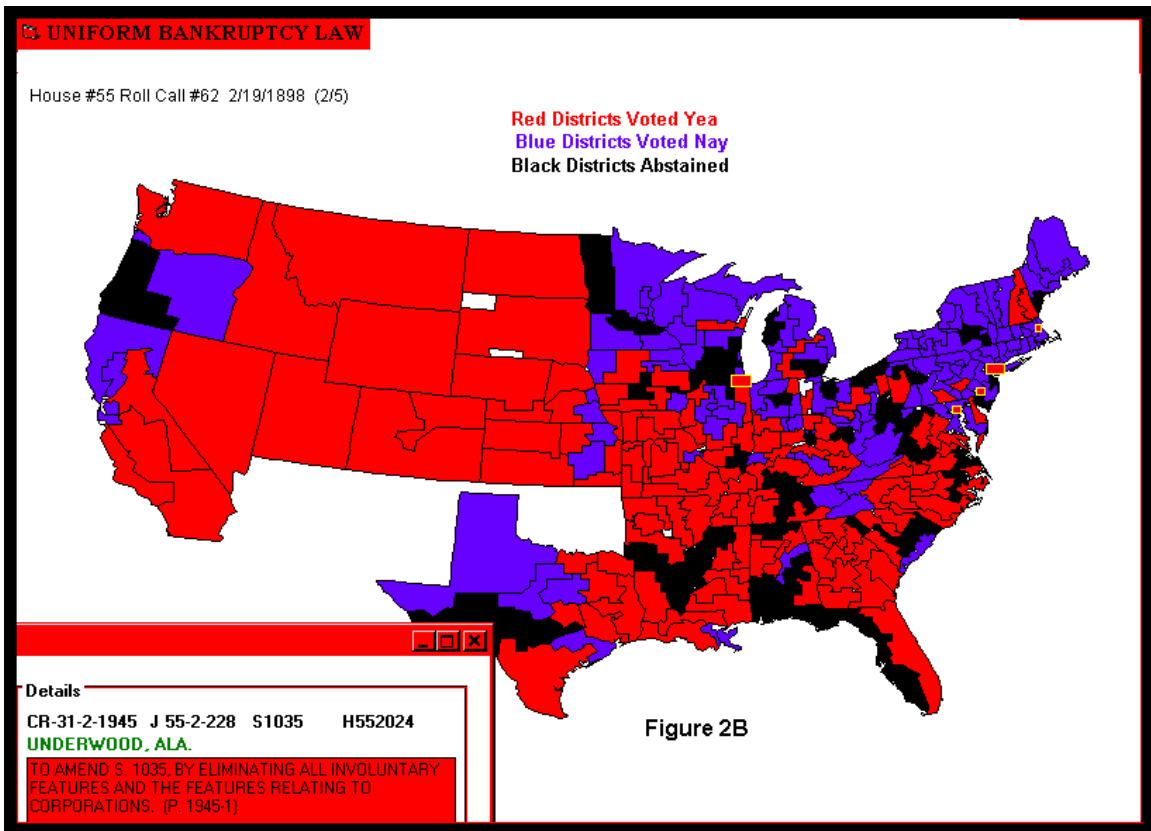 UNIFORM BANKRUPTCY LAW
House #55 Roll Call #62 2/19/1898 (2/5)
Red Districts Voted Yea
Blue Districts Voted Nay
Black Districts Abstained
Figure 2B
Details
CR-31-2-1945 J 55-2-228 S1035 H552024
UNDERWOOD, ALA.
TO AMEND S. 1035, BY ELIMINATING ALL INVOLUNTARY
FEATURES AND THE FEATURES RELATING TO
CORPORATIONS. (P. 1945-1)